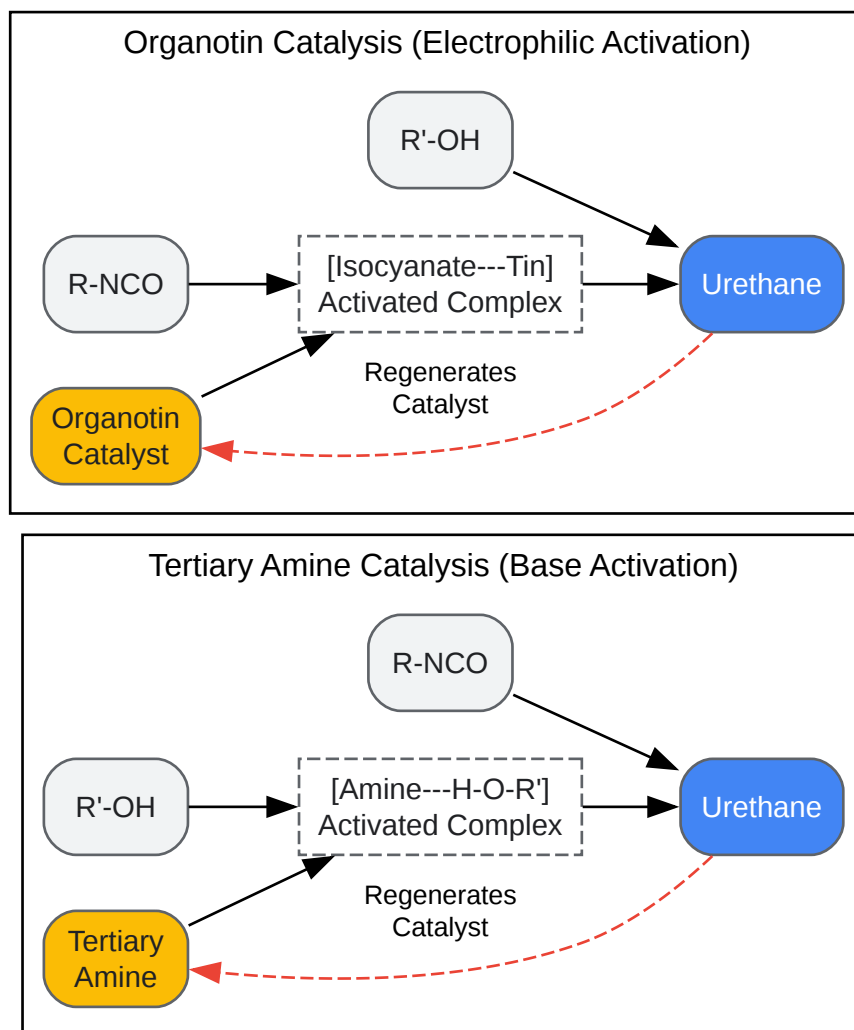 Organotin Catalysis (Electrophilic Activation)
R'-OH
R-NCO
[Isocyanate---Tin]
Activated Complex
Urethane
Regenerates
Catalyst
Organotin
Catalyst
Tertiary Amine Catalysis (Base Activation)
R-NCO
R'-OH
[Amine---H-O-R']
Activated Complex
Urethane
Regenerates
Catalyst
Tertiary
Amine